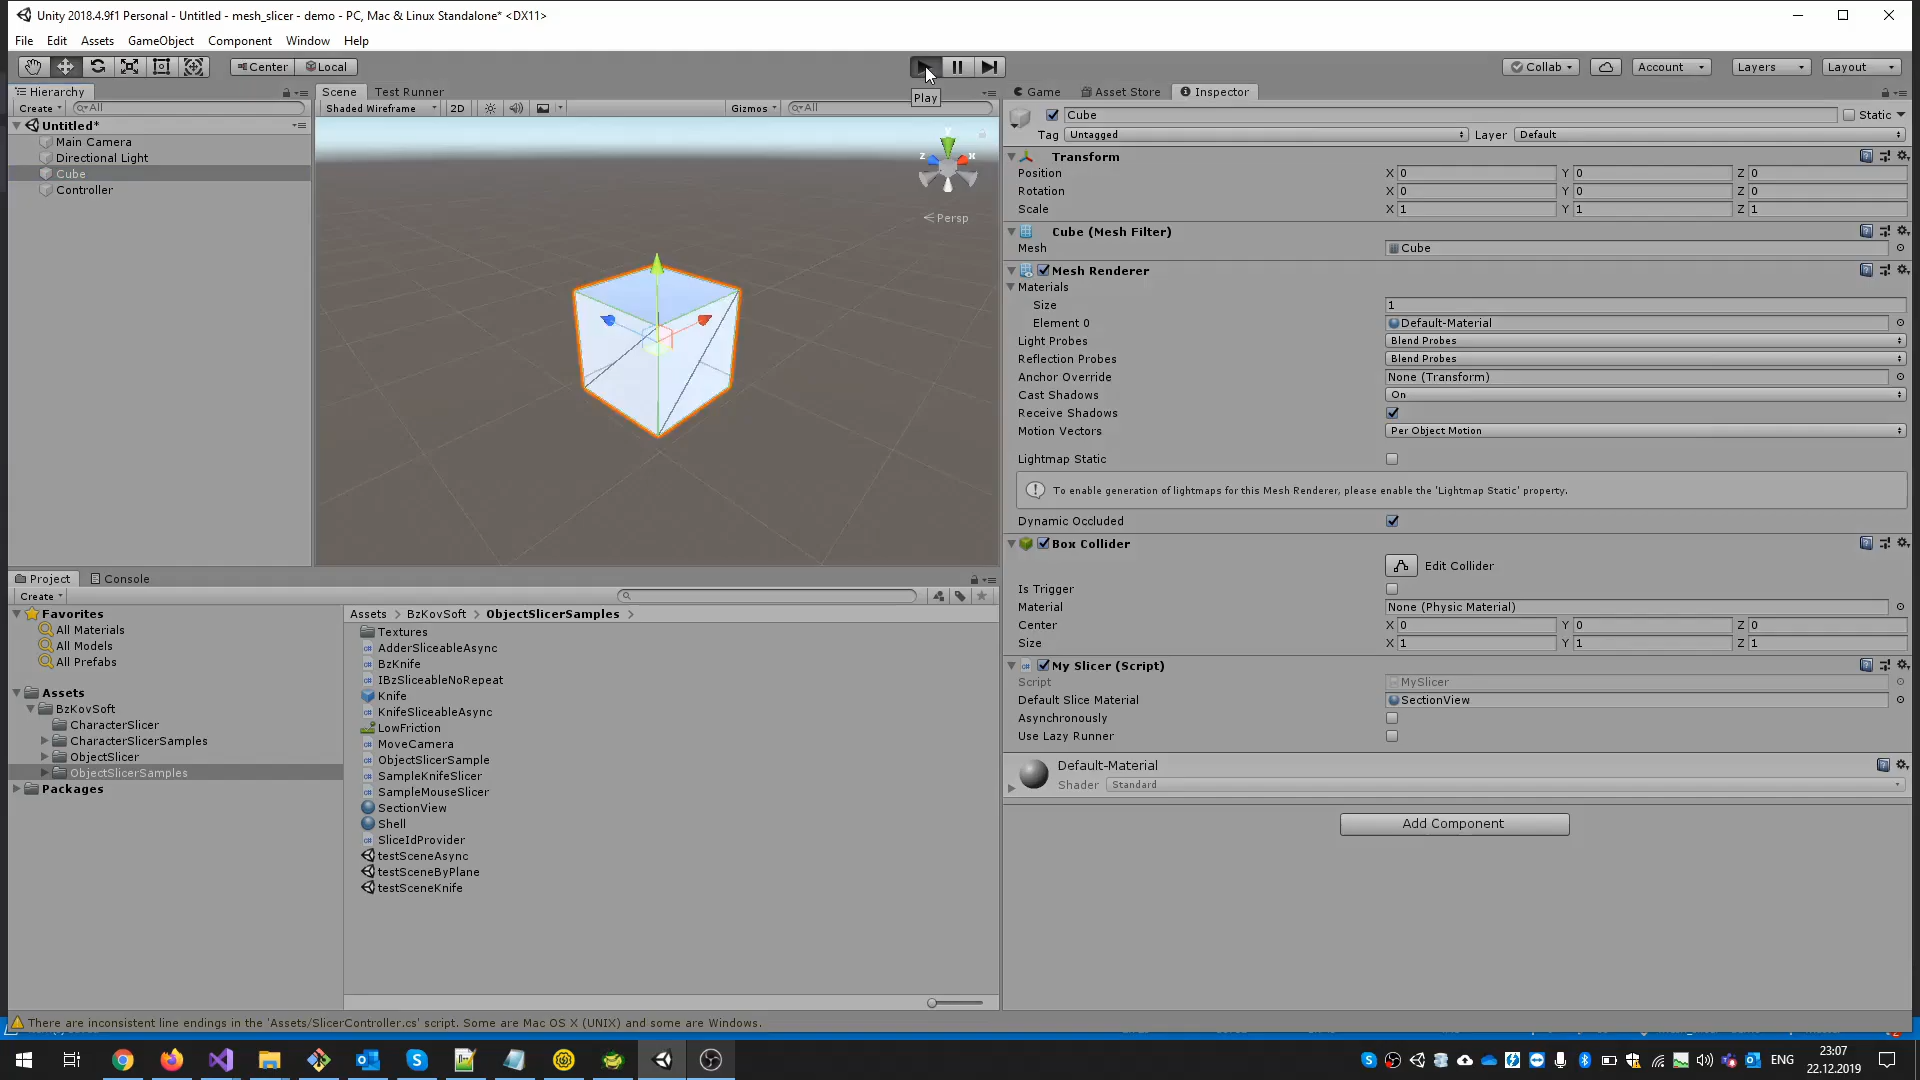 Unity 2018.4.9f1 Personal - Untitled - mesh_slicer - demo - PC, Mac & Linux Standalone* <DX11>
File Edit Assets GameObject Component Window Help
Center Local
Collab Account Layers Layout
Play
Hierarchy
Create All
Untitled*
Main Camera
Directional Light
Cube
Controller
Scene Test Runner
Shaded Wireframe 2D Gizmos All
y
z x
Persp
Game Asset Store Inspector
Cube Static
Tag Untagged Layer Default
Transform
Position X 0 Y 0 Z 0
Rotation X 0 Y 0 Z 0
Scale X 1 Y 1 Z 1
Cube (Mesh Filter)
Mesh Cube
Mesh Renderer
Materials
Size 1
Element 0 Default-Material
Light Probes Blend Probes
Reflection Probes Blend Probes
Anchor Override None (Transform)
Cast Shadows On
Receive Shadows
Motion Vectors Per Object Motion
Lightmap Static
To enable generation of lightmaps for this Mesh Renderer, please enable the 'Lightmap Static' property.
Dynamic Occluded
Box Collider
Edit Collider
Is Trigger
Material None (Physic Material)
Center X 0 Y 0 Z 0
Size X 1 Y 1 Z 1
My Slicer (Script)
Script MySlicer
Default Slice Material SectionView
Asynchronously
Use Lazy Runner
Default-Material
Shader Standard
Add Component
Project Console
Create
Favorites
All Materials
All Models
All Prefabs
Assets
BzKovSoft
CharacterSlicer
CharacterSlicerSamples
ObjectSlicer
ObjectSlicerSamples
Packages
Assets > BzKovSoft > ObjectSlicerSamples >
Textures
AdderSliceableAsync
BzKnife
IBzSliceableNoRepeat
Knife
KnifeSliceableAsync
LowFriction
MoveCamera
ObjectSlicerSample
SampleKnifeSlicer
SampleMouseSlicer
SectionView
Shell
SliceIdProvider
testSceneAsync
testSceneByPlane
testSceneKnife
There are inconsistent line endings in the 'Assets/SlicerController.cs' script. Some are Mac OS X (UNIX) and some are Windows.
ENG
23:07
22.12.2019